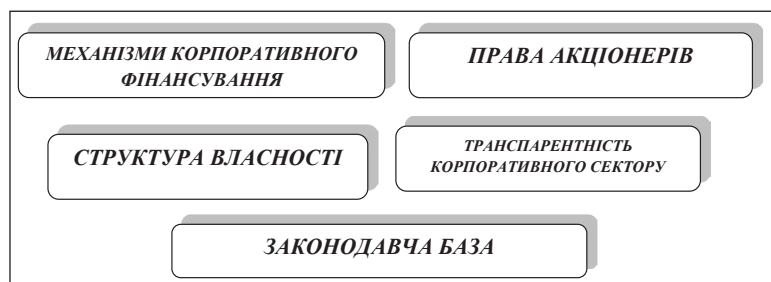 МЕХАНІЗМИ КОРПОРАТИВНОГО
ФІНАНСУВАННЯ
ПРАВА АКЦІОНЕРІВ
СТРУКТУРА ВЛАСНОСТІ
ТРАНСПАРЕНТНІСТЬ
КОРПОРАТИВНОГО СЕКТОРУ
ЗАКОНОДАВЧА БАЗА